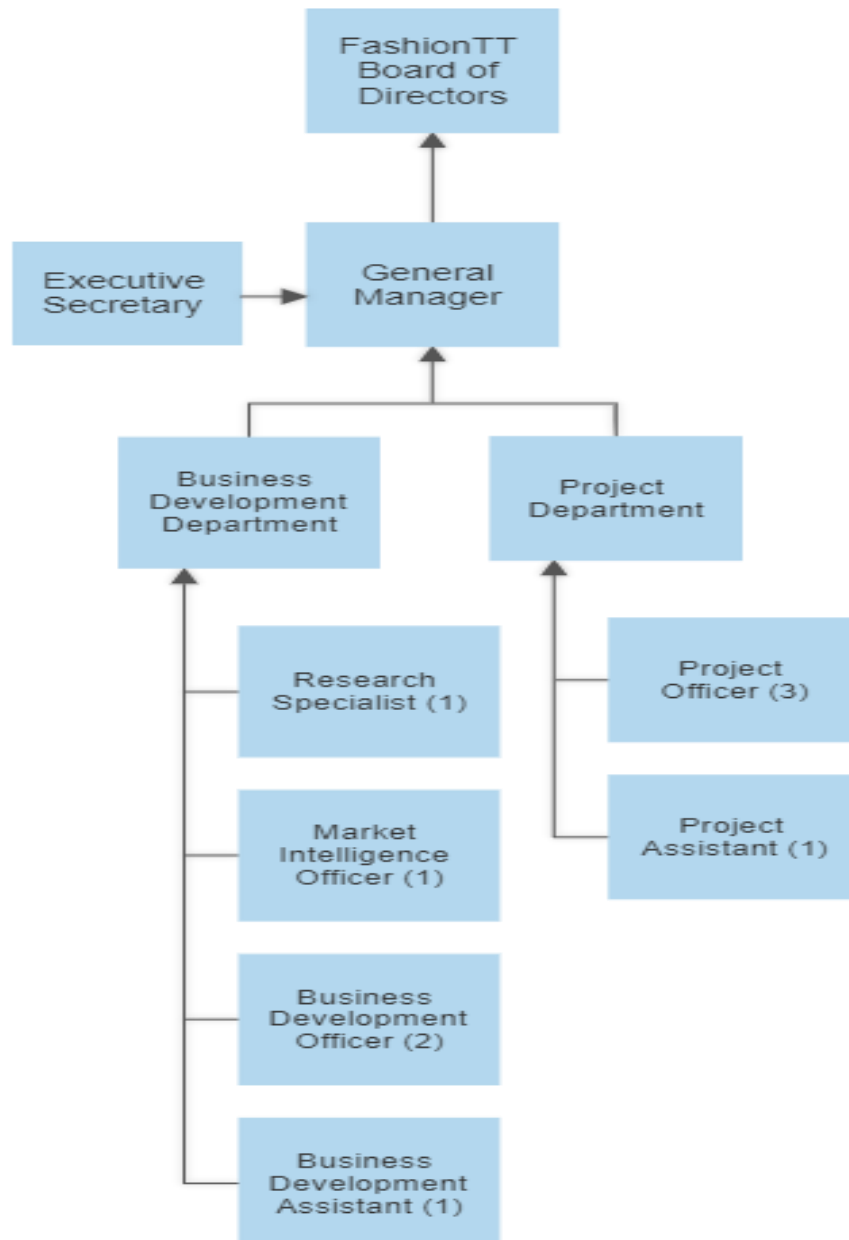 FashionTT
Board of
Directors
Executive
Secretary
General
Manager
Business
Development
Department
Project
Department
Research
Specialist (1)
Market
Intelligence
Officer (1)
Business
Development
Officer (2)
Business
Development
Assistant (1)
Project
Officer (3)
Project
Assistant (1)